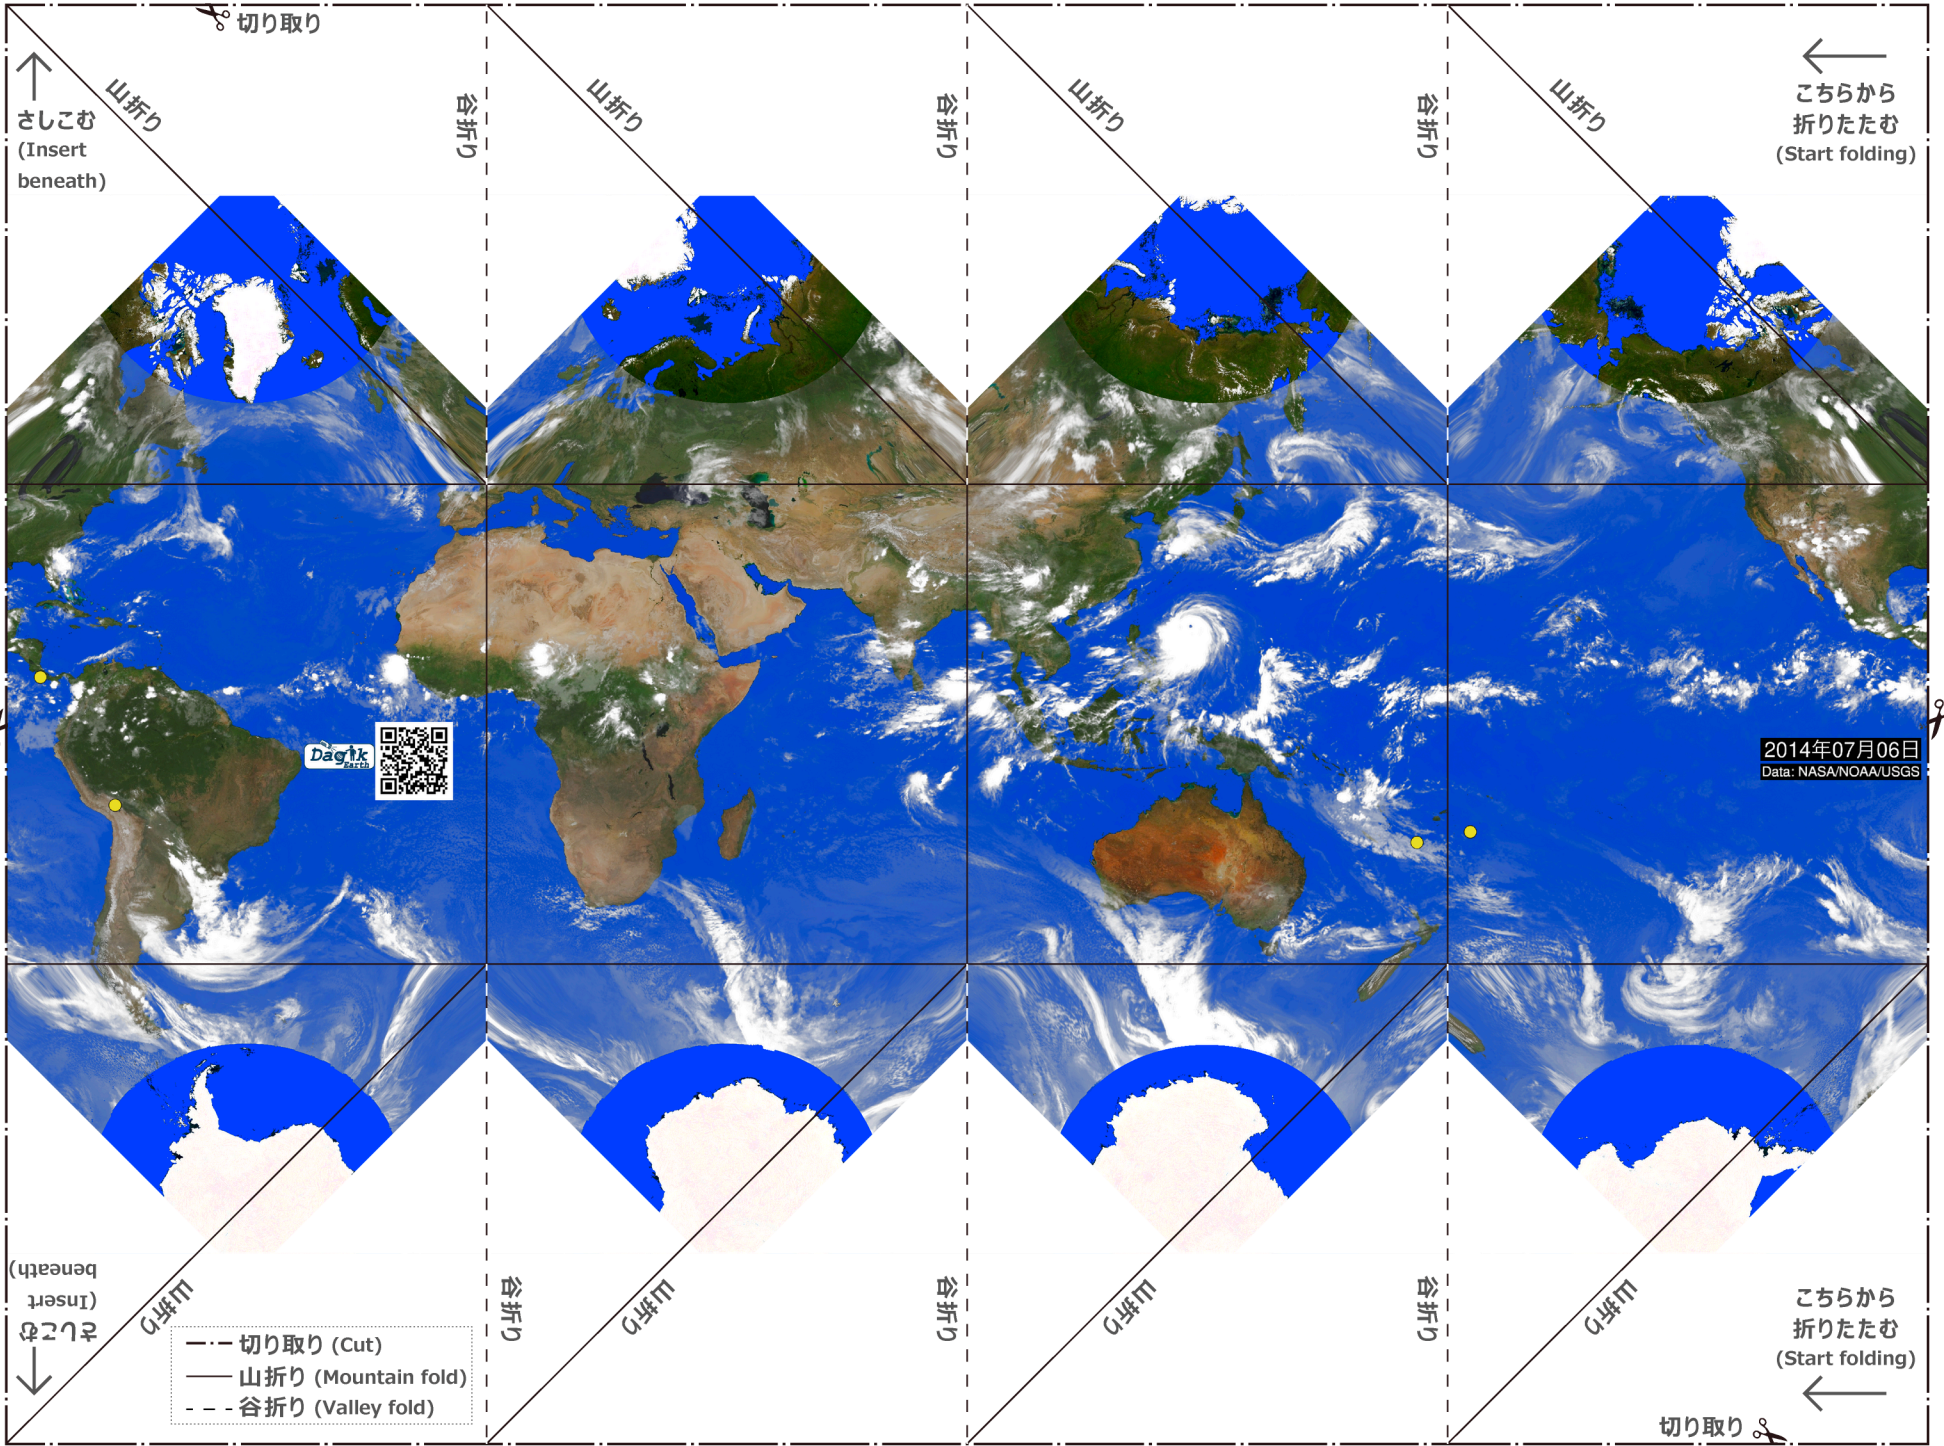 切り取り
山折り
谷折り
山折り
谷折り
山折り
谷折り
山折り
さしこむ
(Insert
beneath)
こちらから
折りたたむ
(Start folding)
Dagik
Earth
2014年07月06日
Data: NASA/NOAA/USGS
さしこむ
(Insert
beneath)
山折り
谷折り
山折り
谷折り
山折り
谷折り
山折り
こちらから
折りたたむ
(Start folding)
切り取り (Cut)
山折り (Mountain fold)
谷折り (Valley fold)
切り取り